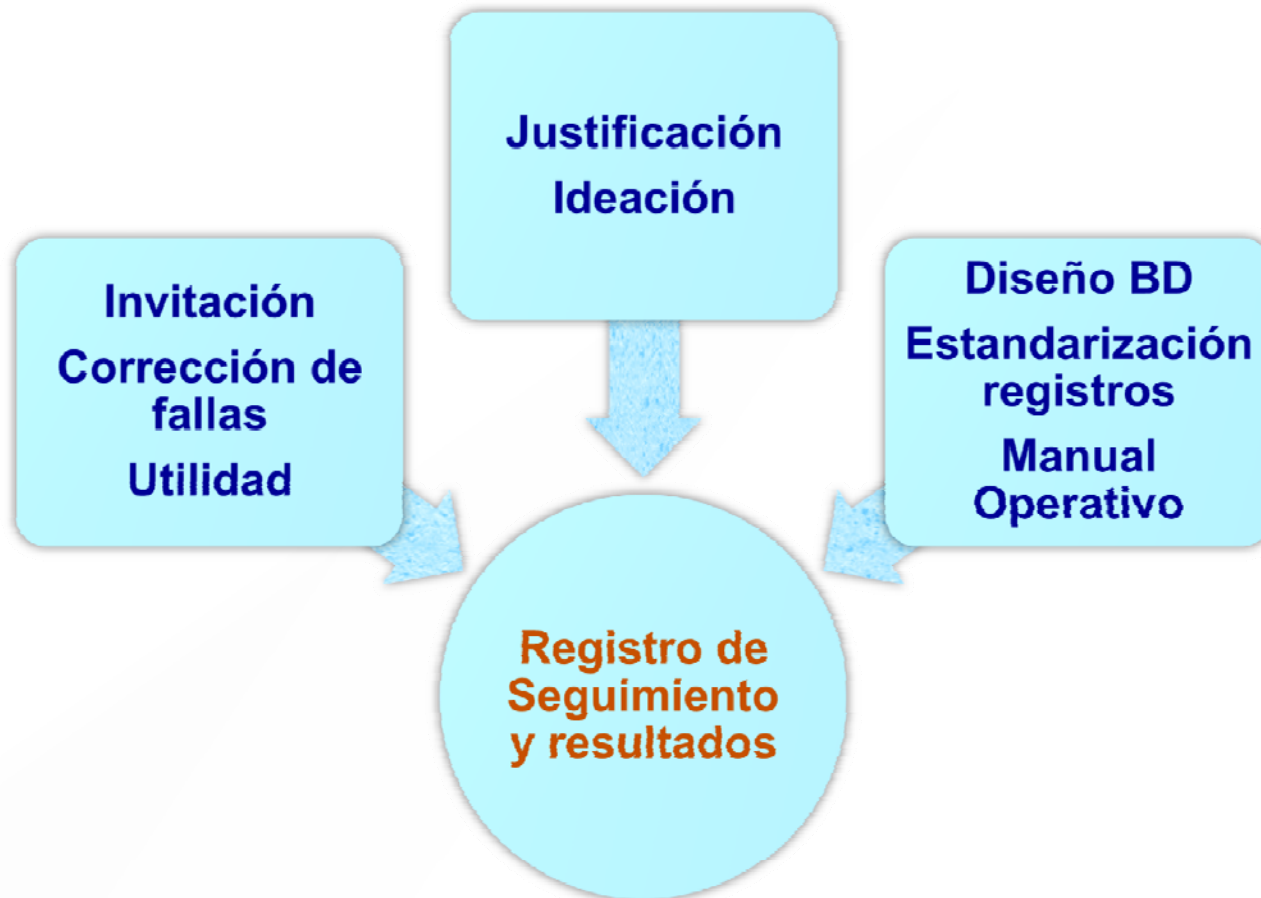 Justificación
Ideación
Invitación
Corrección de
fallas
Utilidad
Diseño BD
Estandarización
registros
Manual
Operativo
Registro de
Seguimiento
y resultados